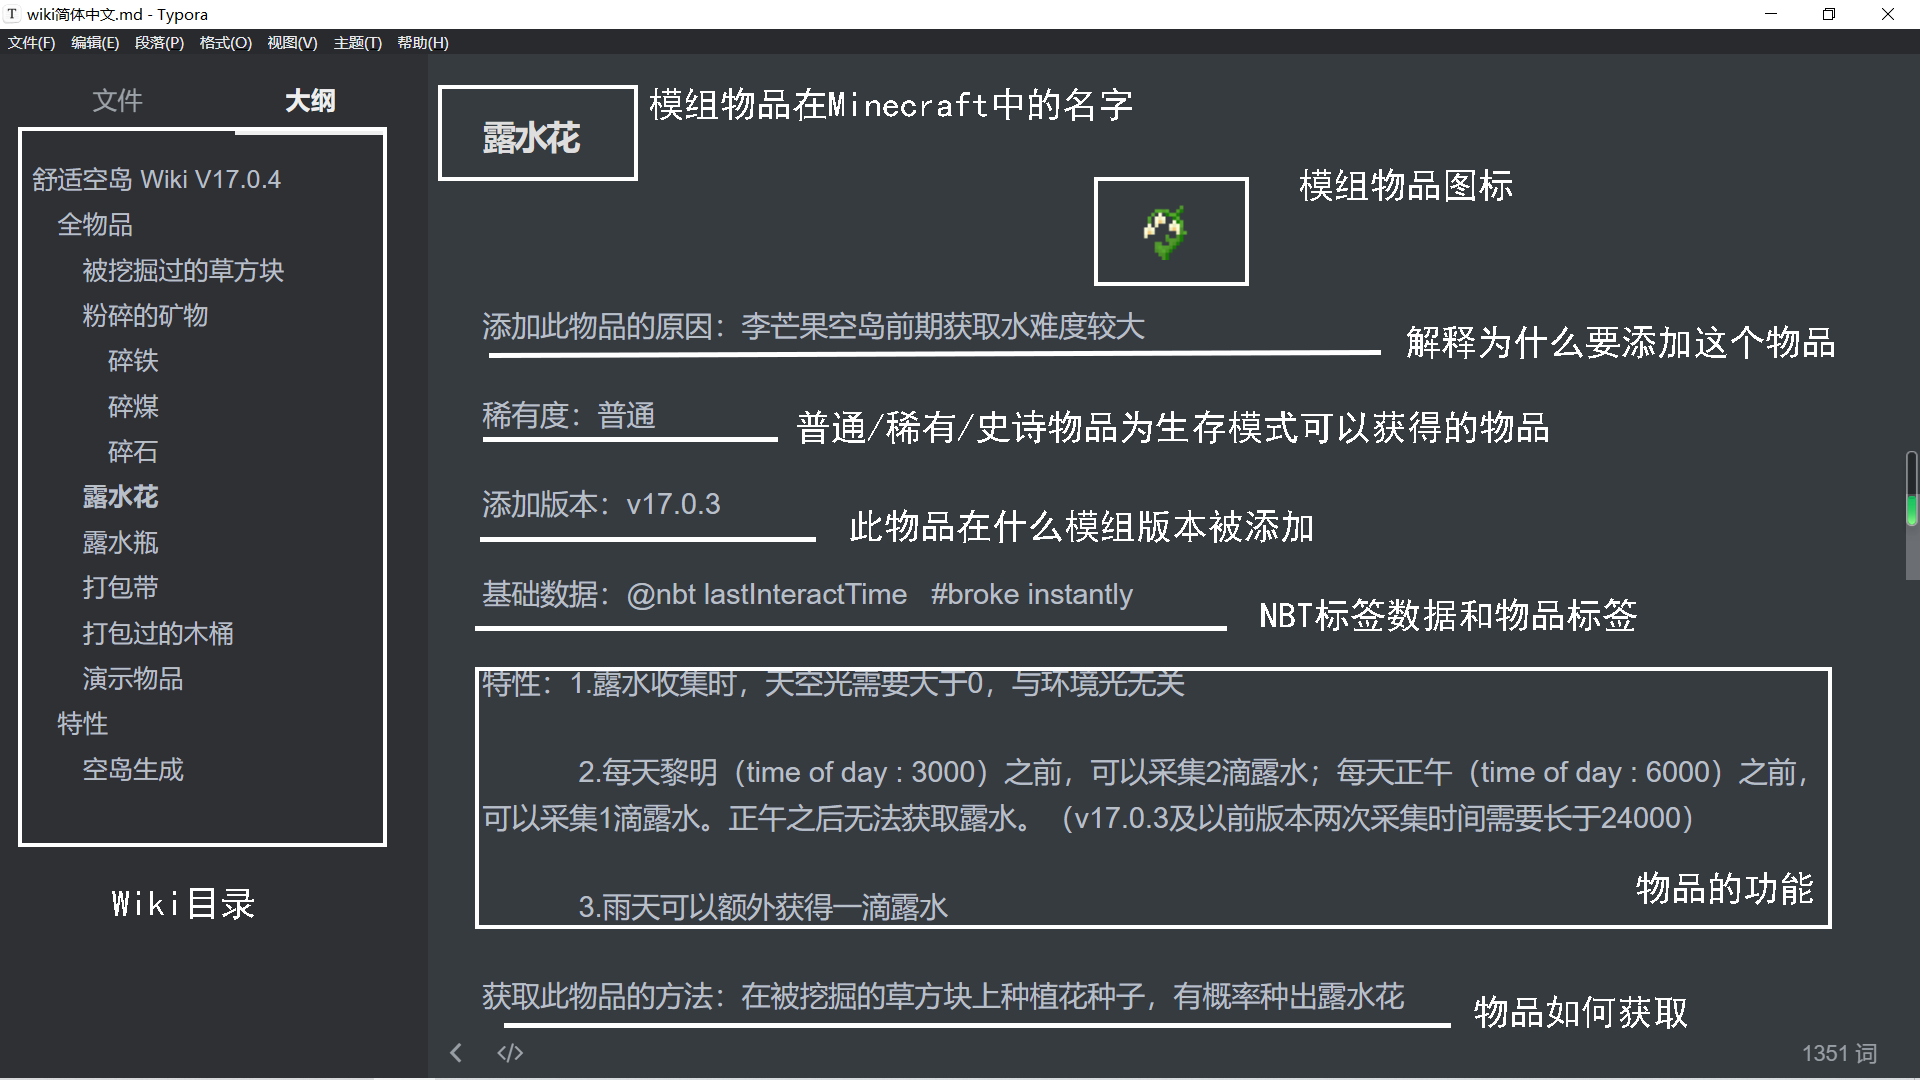 wiki简体中文.md - Typora
文件(F) 编辑(E) 段落(P) 格式(O) 视图(V) 主题(T) 帮助(H)
文件 大纲
舒适空岛 Wiki V17.0.4
全物品
被挖掘过的草方块
粉碎的矿物
碎铁
碎煤
碎石
露水花
露水瓶
打包带
打包过的木桶
演示物品
特性
空岛生成
Wiki目录
露水花
模组物品在Minecraft中的名字
模组物品图标
添加此物品的原因：李芒果空岛前期获取水难度较大
解释为什么要添加这个物品
稀有度：普通
普通/稀有/史诗物品为生存模式可以获得的物品
添加版本：v17.0.3
此物品在什么模组版本被添加
基础数据：@nbt lastInteractTime #broke instantly
NBT标签数据和物品标签
特性：1.露水收集时，天空光需要大于0，与环境光无关
2.每天黎明（time of day : 3000）之前，可以采集2滴露水；每天正午（time of day : 6000）之前，
可以采集1滴露水。正午之后无法获取露水。（v17.0.3及以前版本两次采集时间需要长于24000）
物品的功能
3.雨天可以额外获得一滴露水
获取此物品的方法：在被挖掘的草方块上种植花种子，有概率种出露水花
物品如何获取
1351 词